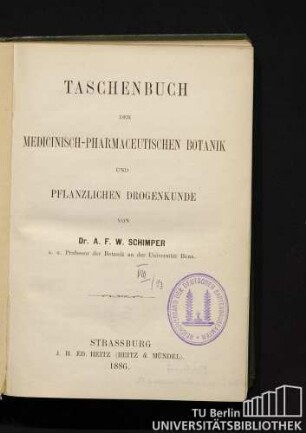 TASCHENBUCH
DER
MEDICINISCH-PHARMACEUTISCHEN BOTANIK
UND
PFLANZLICHEN DROGENKUNDE
VON
Dr. A. F. W. SCHIMPER
a. o. Professor der Botanik an der Universität Bonn.
STRASSBURG
J. H. ED. HEITZ (HEITZ & MÜNDEL).
1886.
TU Berlin
UNIVERSITÄTSBIBLIOTHEK